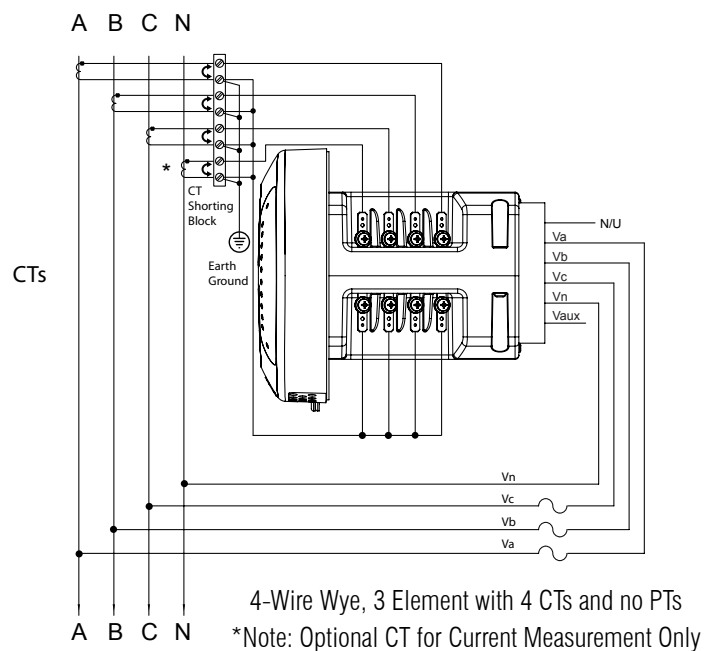 A B C N
*
CT
Shorting
Block
Earth
Ground
CTs
N/U
Va
Vb
Vc
Vn
Vaux
Vn
Vc
Vb
Va
A B C N
4-Wire Wye, 3 Element with 4 CTs and no PTs
*Note: Optional CT for Current Measurement Only